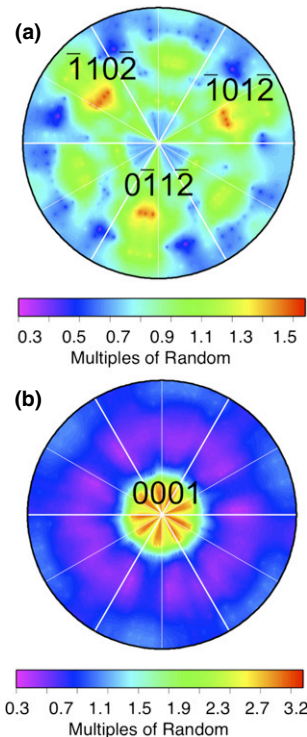 (a)
1̄102̄
1̄012̄
01̄12̄
0.3 0.5 0.7 0.9 1.1 1.3 1.5
Multiples of Random
(b)
0001
0.3 0.7 1.1 1.5 1.9 2.3 2.7 3.2
Multiples of Random